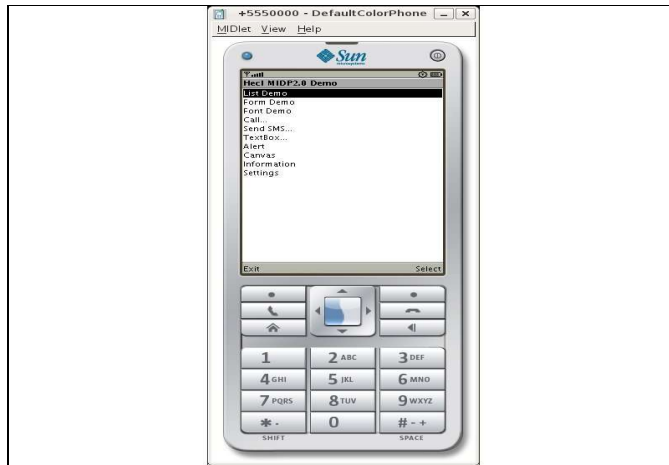 +5550000 - DefaultColorPhone
MIDlet View Help
Sun
Hecl MIDP2.0 Demo
List Demo
Form Demo
Font Demo
Call...
Send SMS...
TextBox...
Alert
Canvas
Information
Settings
Exit Select
1 2 ABC 3 DEF
4 GHI 5 JKL 6 MNO
7 PQRS 8 TUV 9 WXYZ
* . 0 # - +
SHIFT SPACE